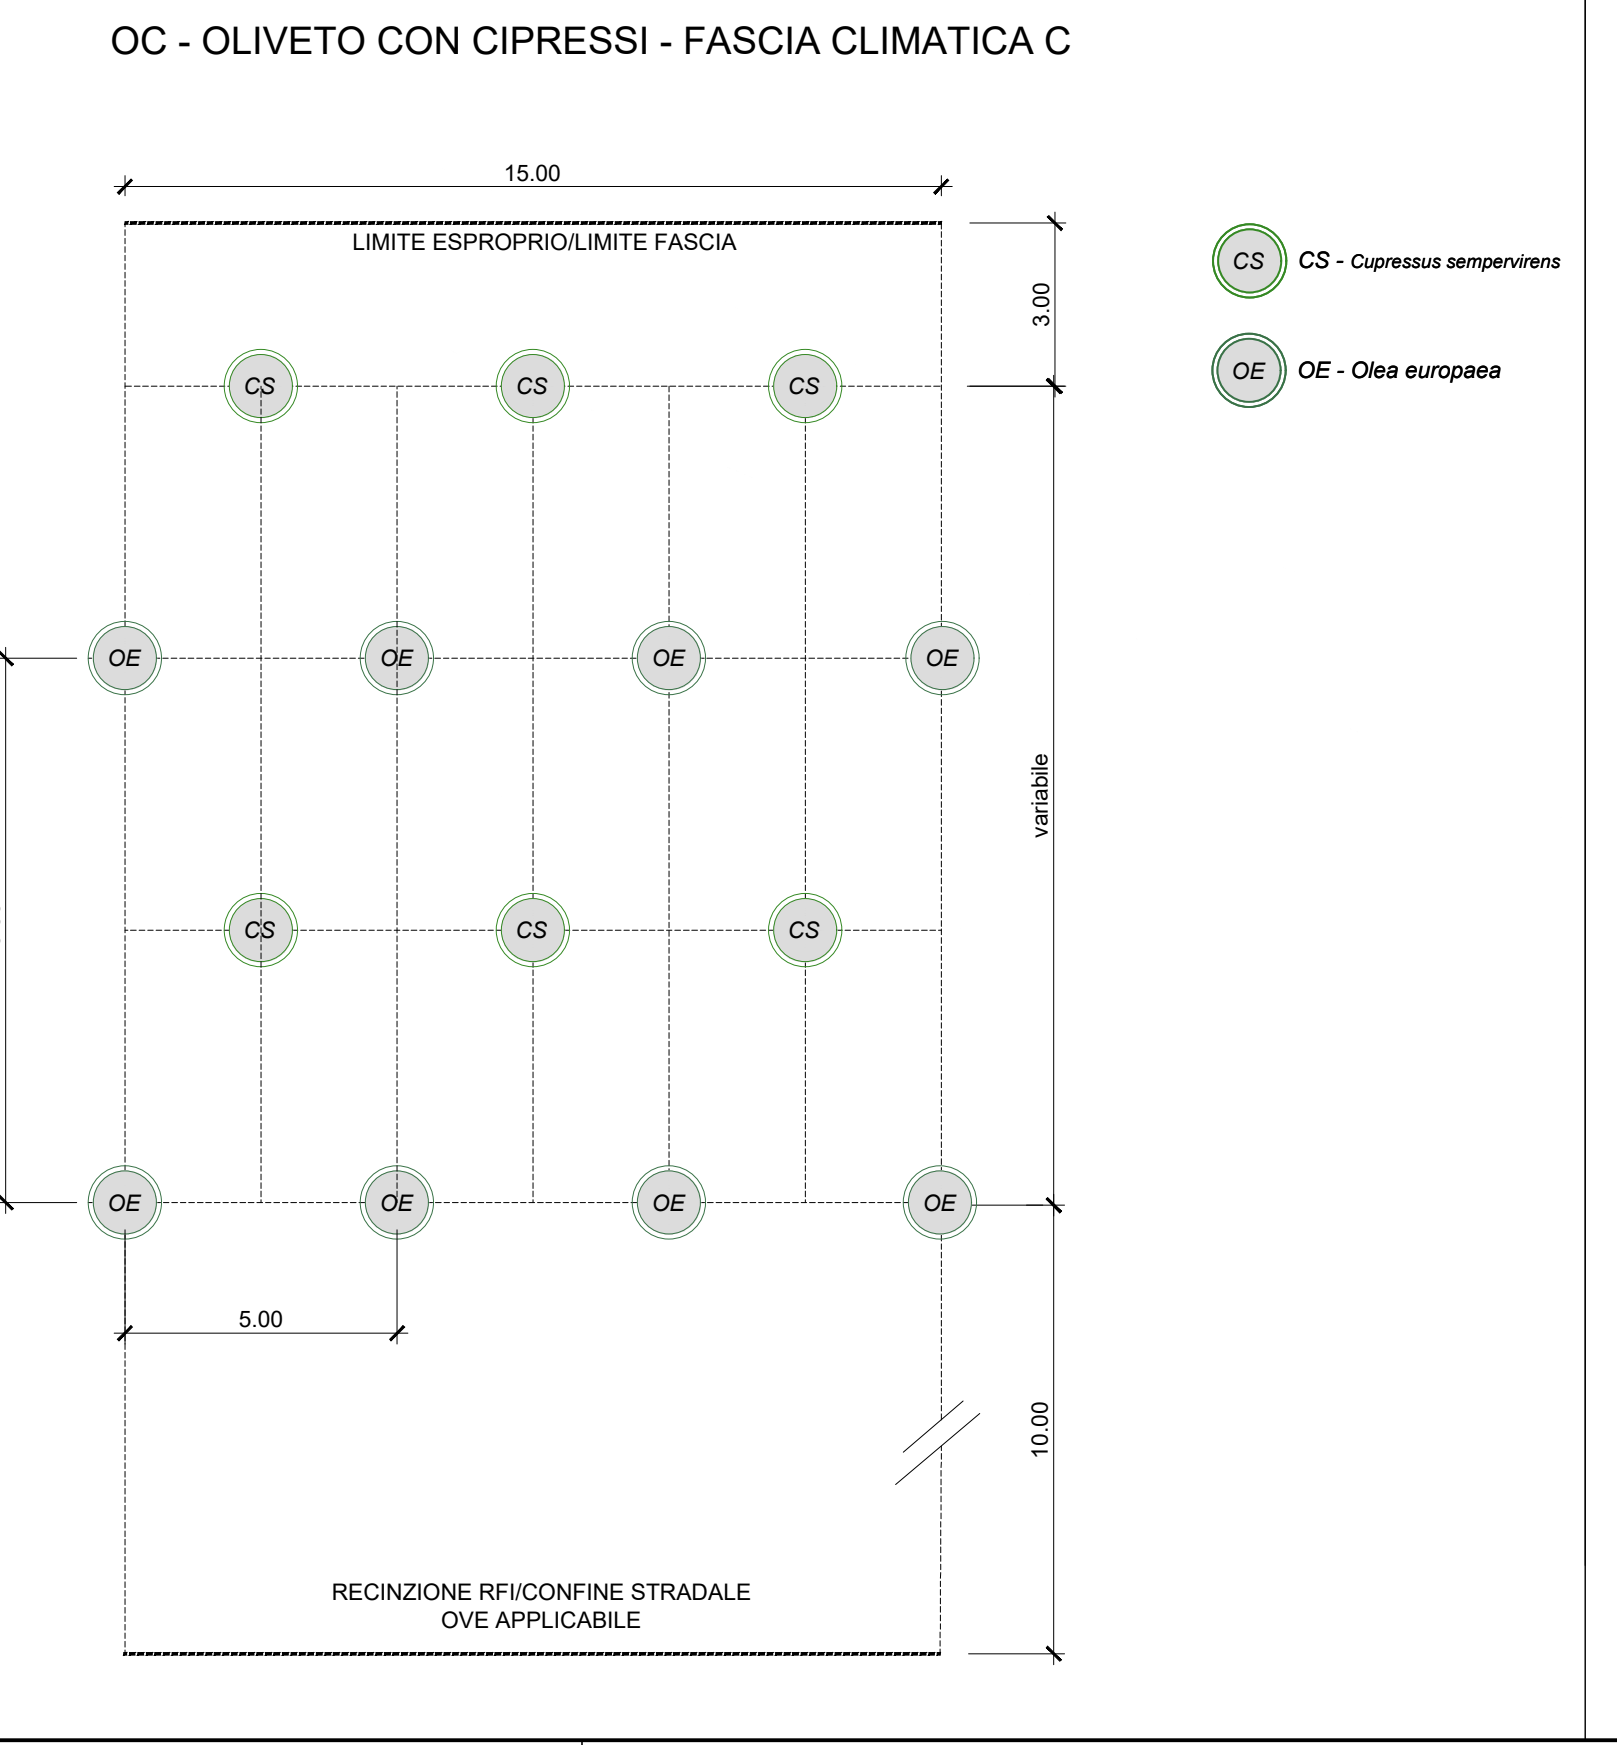 OC - OLIVETO CON CIPRESSI - FASCIA CLIMATICA C
15.00
LIMITE ESPROPRIO/LIMITE FASCIA
3.00
CS CS - Cupressus sempervirens
OE OE - Olea europaea
CS CS CS
OE OE OE OE
variabile
CS CS CS
OE OE OE OE
5.00
10.00
RECINZIONE RFI/CONFINE STRADALE
OVE APPLICABILE